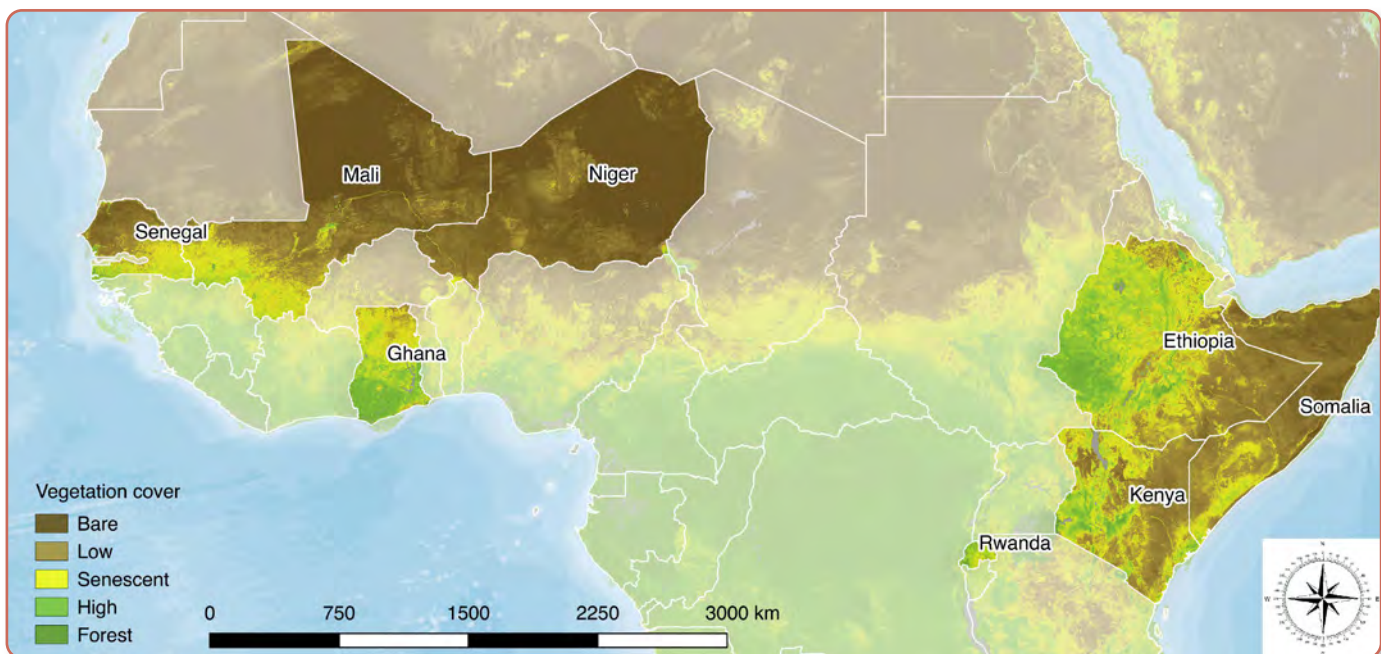 Mali
Niger
Senegal
Ghana
Ethiopia
Somalia
Kenya
Rwanda
Vegetation cover
Bare
Low
Senescent
High
Forest
0 750 1500 2250 3000 km
N
W E
S